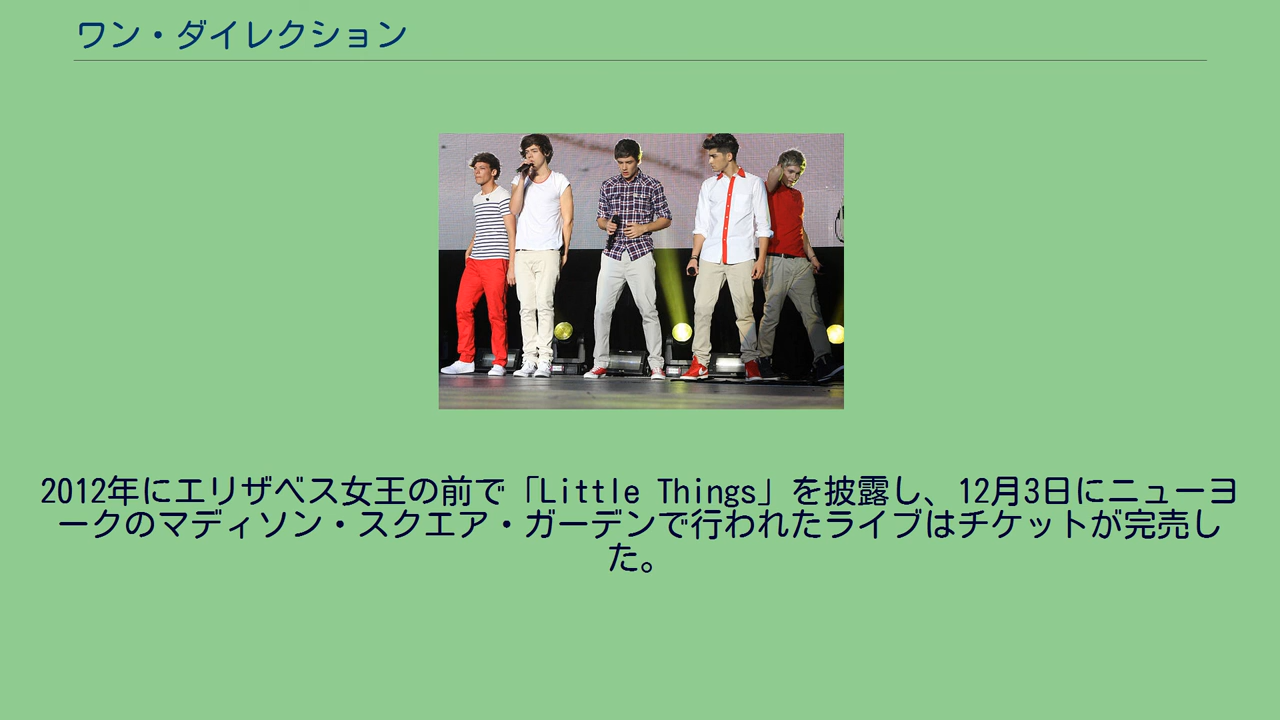 ワン・ダイレクション
2012年にエリザベス女王の前で「Little Things」を披露し、12月3日にニューヨ
ークのマディソン・スクエア・ガーデンで行われたライブはチケットが完売し
た。